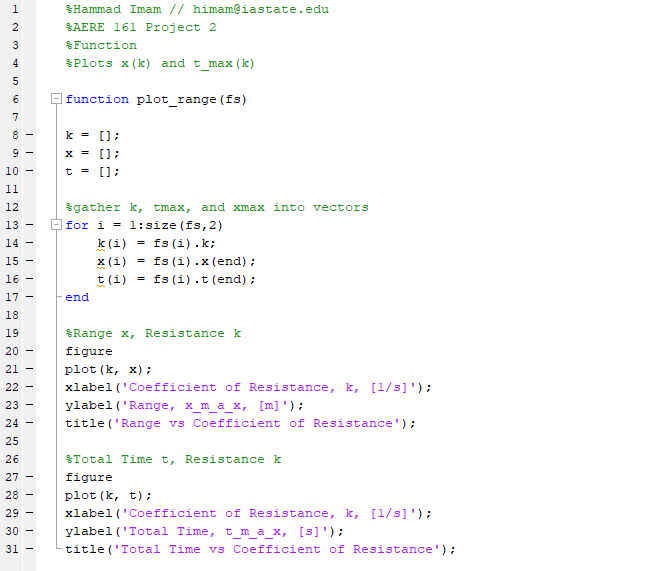 1 %Hammad Imam // himam@iastate.edu
2 %AERE 161 Project 2
3 %Function
4 %Plots x(k) and t_max(k)
5
6 function plot_range(fs)
7
8 k = [];
9 x = [];
10 t = [];
11
12 %gather k, tmax, and xmax into vectors
13 for i = 1:size(fs,2)
14 k(i) = fs(i).k;
15 x(i) = fs(i).x(end);
16 t(i) = fs(i).t(end);
17 end
18
19 %Range x, Resistance k
20 figure
21 plot(k, x);
22 xlabel('Coefficient of Resistance, k, [1/s]');
23 ylabel('Range, x_m_a_x, [m]');
24 title('Range vs Coefficient of Resistance');
25
26 %Total Time t, Resistance k
27 figure
28 plot(k, t);
29 xlabel('Coefficient of Resistance, k, [1/s]');
30 ylabel('Total Time, t_m_a_x, [s]');
31 title('Total Time vs Coefficient of Resistance');